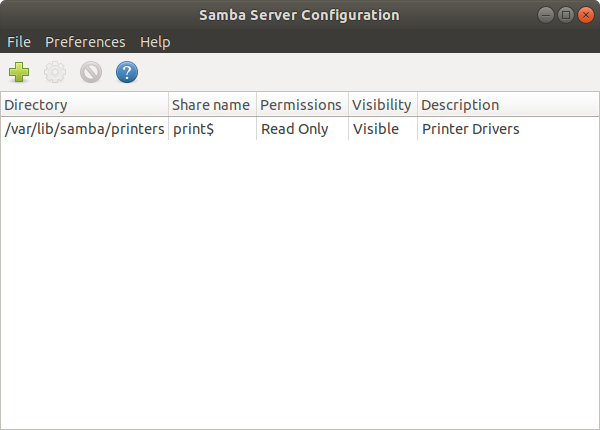 Samba Server Configuration
File Preferences Help
Directory Share name Permissions Visibility Description
/var/lib/samba/printers print$ Read Only Visible Printer Drivers